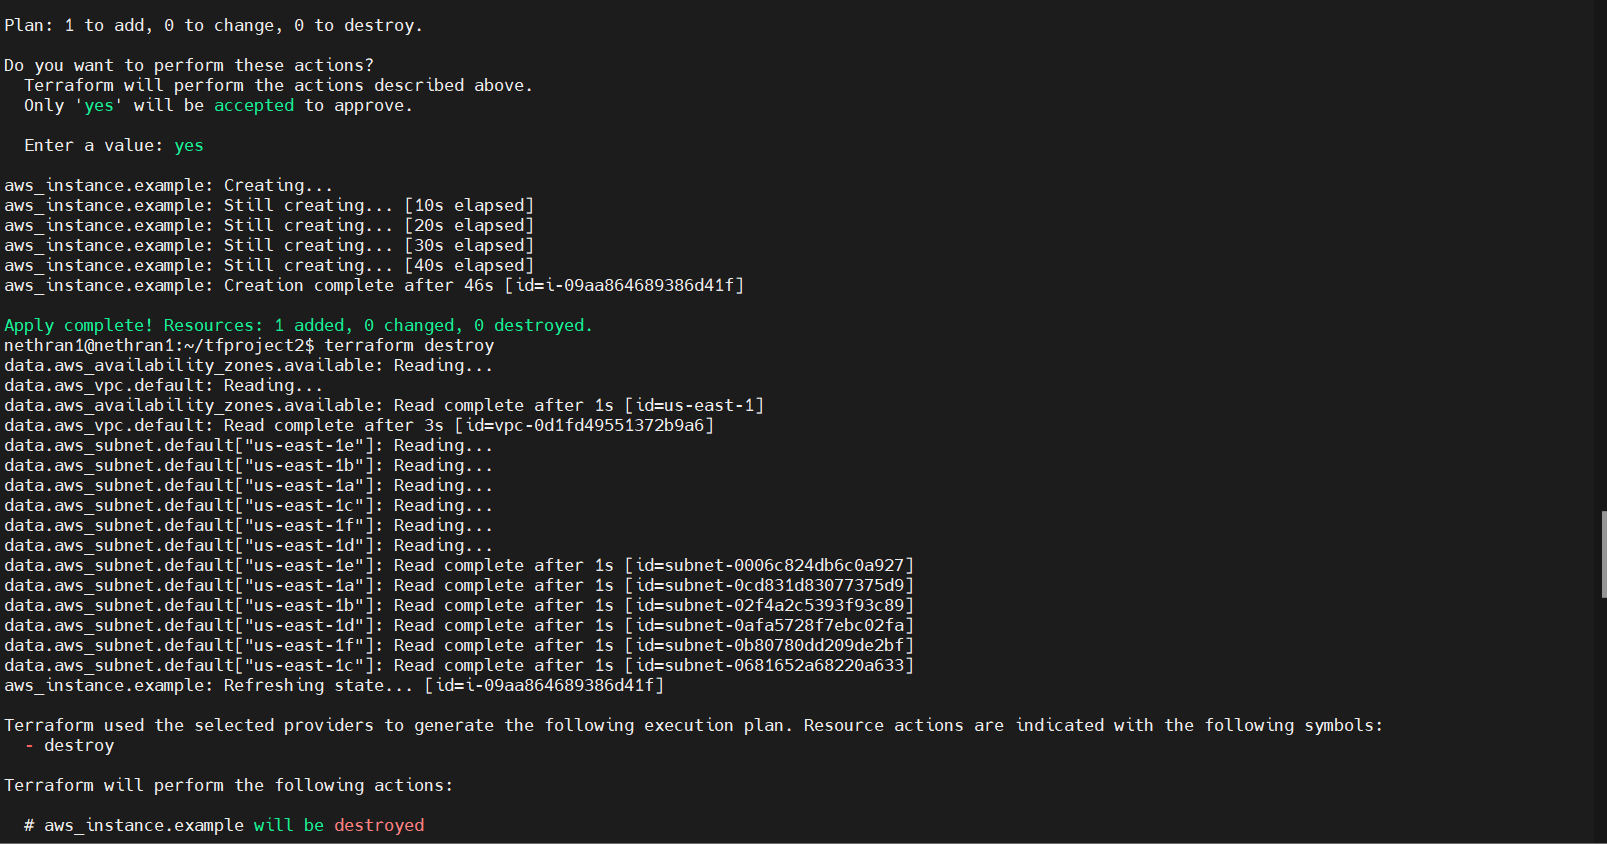 Plan: 1 to add, 0 to change, 0 to destroy.
Do you want to perform these actions?
Terraform will perform the actions described above.
Only 'yes' will be accepted to approve.
Enter a value: yes
aws_instance.example: Creating...
aws_instance.example: Still creating... [10s elapsed]
aws_instance.example: Still creating... [20s elapsed]
aws_instance.example: Still creating... [30s elapsed]
aws_instance.example: Still creating... [40s elapsed]
aws_instance.example: Creation complete after 46s [id=i-09aa864689386d41f]
Apply complete! Resources: 1 added, 0 changed, 0 destroyed.
nethran1@nethran1:~/tfproject2$ terraform destroy
data.aws_availability_zones.available: Reading...
data.aws_vpc.default: Reading...
data.aws_availability_zones.available: Read complete after 1s [id=us-east-1]
data.aws_vpc.default: Read complete after 3s [id=vpc-0d1fd49551372b9a6]
data.aws_subnet.default["us-east-1e"]: Reading...
data.aws_subnet.default["us-east-1b"]: Reading...
data.aws_subnet.default["us-east-1a"]: Reading...
data.aws_subnet.default["us-east-1c"]: Reading...
data.aws_subnet.default["us-east-1f"]: Reading...
data.aws_subnet.default["us-east-1d"]: Reading...
data.aws_subnet.default["us-east-1e"]: Read complete after 1s [id=subnet-0006c824db6c0a927]
data.aws_subnet.default["us-east-1a"]: Read complete after 1s [id=subnet-0cd831d83077375d9]
data.aws_subnet.default["us-east-1b"]: Read complete after 1s [id=subnet-02f4a2c5393f93c89]
data.aws_subnet.default["us-east-1d"]: Read complete after 1s [id=subnet-0afa5728f7ebc02fa]
data.aws_subnet.default["us-east-1f"]: Read complete after 1s [id=subnet-0b80780dd209de2bf]
data.aws_subnet.default["us-east-1c"]: Read complete after 1s [id=subnet-0681652a68220a633]
aws_instance.example: Refreshing state... [id=i-09aa864689386d41f]
Terraform used the selected providers to generate the following execution plan. Resource actions are indicated with the following symbols:
- destroy
Terraform will perform the following actions:
# aws_instance.example will be destroyed